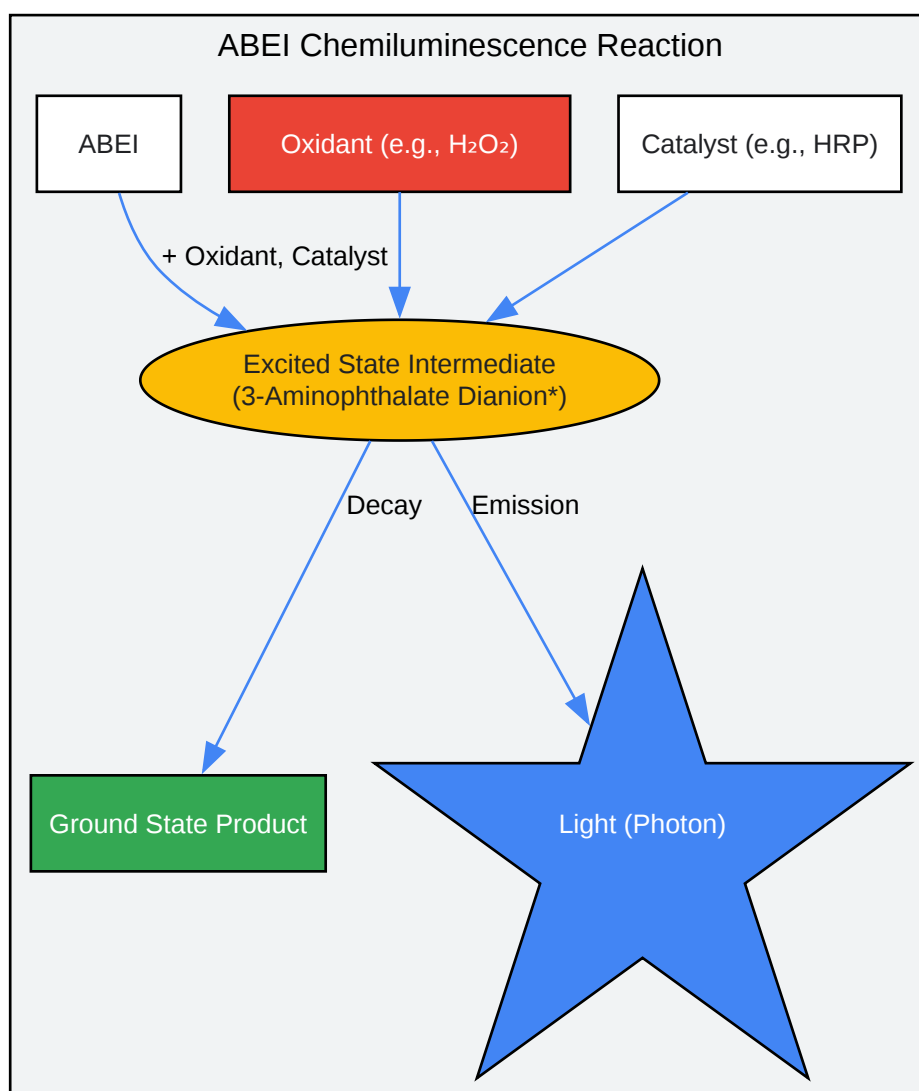 ABEI Chemiluminescence Reaction
ABEI
Oxidant (e.g., H₂O₂)
Catalyst (e.g., HRP)
+ Oxidant, Catalyst
Excited State Intermediate
(3-Aminophthalate Dianion*)
Decay
Emission
Ground State Product
Light (Photon)